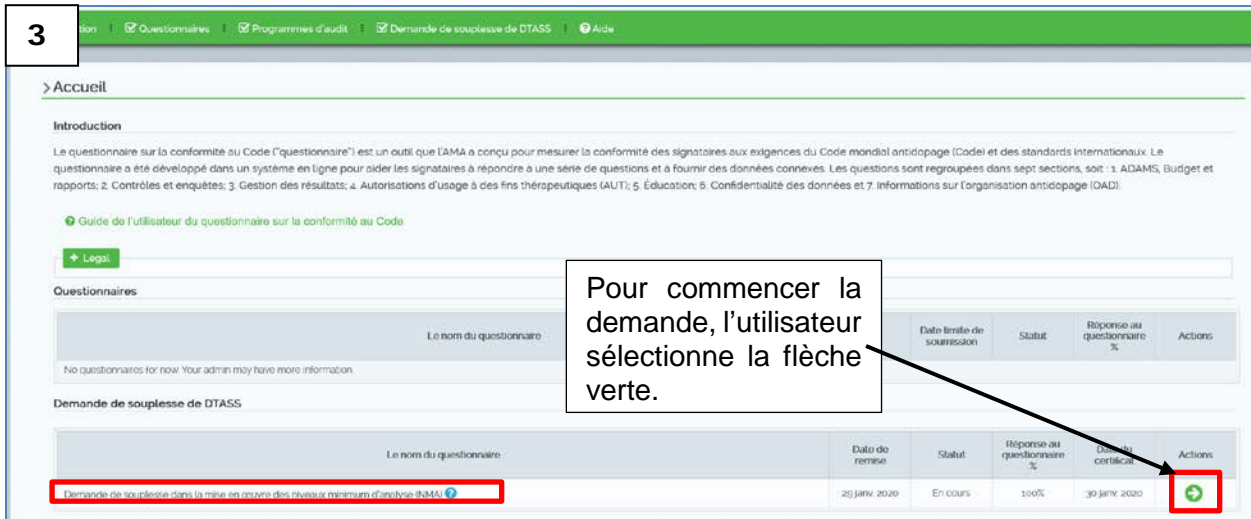 3
tion Questionnaires Programmes d'audit Demande de souplesse de DTASS Aide
Accueil
Introduction
Le questionnaire sur la conformité au Code ("questionnaire") est un outil que l'AMA a conçu pour mesurer la conformité des signataires aux exigences du Code mondial antidopage (Code) et des standards internationaux. Le
questionnaire a été développé dans un système en ligne pour aider les signataires à répondre à une série de questions et à fournir des données connexes. Les questions sont regroupées dans sept sections, soit : 1. ADAMS, Budget et
rapports; 2. Contrôles et enquêtes; 3. Gestion des résultats; 4. Autorisations d'usage à des fins thérapeutiques (AUT); 5. Éducation; 6. Confidentialité des données et 7. Informations sur l'organisation antidopage (OAD).
Guide de l'utilisateur du questionnaire sur la conformité au Code
+ Legal
Questionnaires
Pour commencer la
demande, l'utilisateur
sélectionne la flèche
verte.
Le nom du questionnaire Date limite de soumission Statut Réponse au questionnaire % Actions
No questionnaires for now. Your admin may have more information.
Demande de souplesse de DTASS
Le nom du questionnaire Date de remise Statut Réponse au questionnaire % Date du certificat Actions
Demande de souplesse dans la mise en œuvre des niveaux minimum d'analyse (NMA) 29 janv. 2020 En cours 100% 30 janv. 2020